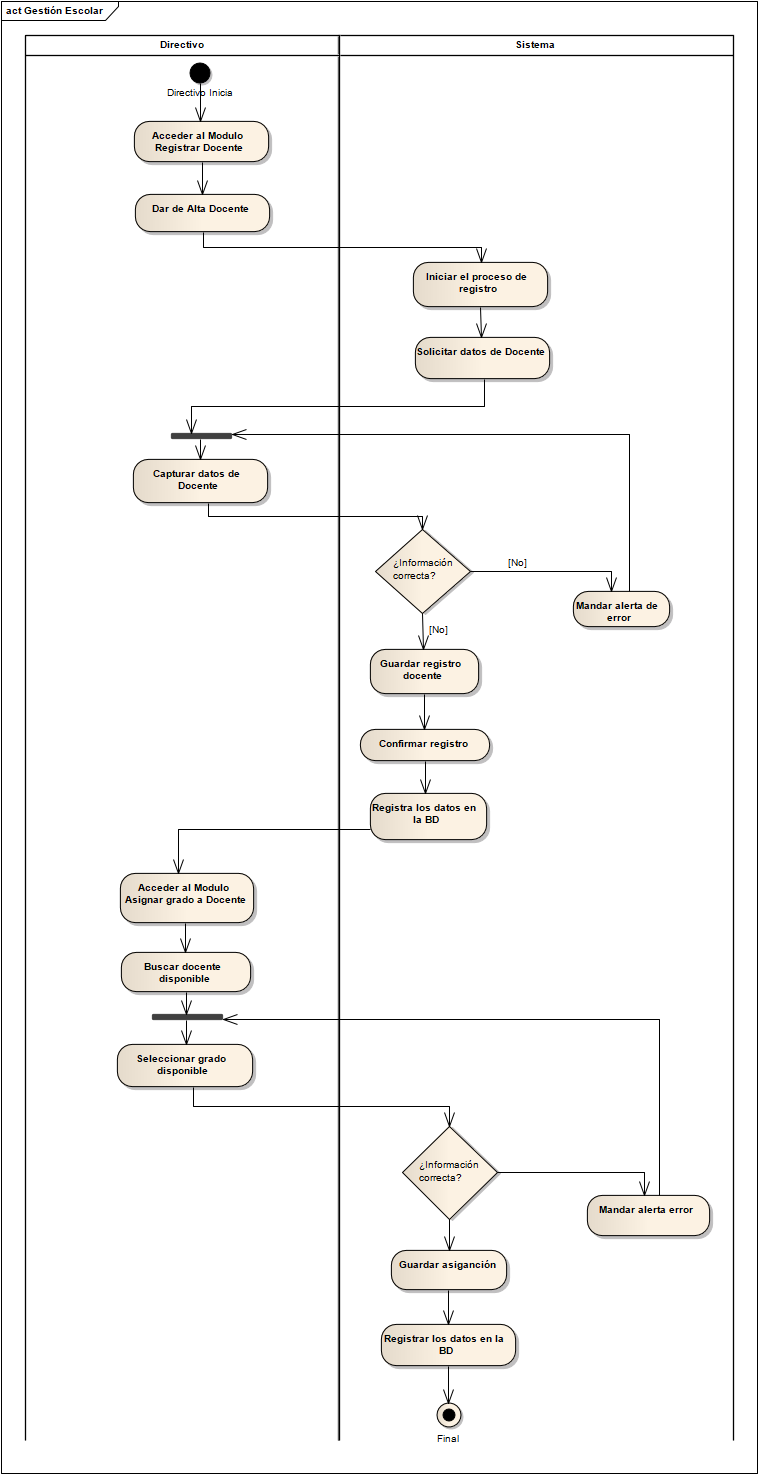 act Gestión Escolar
Directivo
Sistema
Directivo Inicia
Acceder al Modulo
Registrar Docente
Dar de Alta Docente
Iniciar el proceso de
registro
Solicitar datos de Docente
Capturar datos de
Docente
¿Información
correcta?
[No]
Mandar alerta de
error
[No]
Guardar registro
docente
Confirmar registro
Registra los datos en
la BD
Acceder al Modulo
Asignar grado a Docente
Buscar docente
disponible
Seleccionar grado
disponible
¿Información
correcta?
Mandar alerta error
Guardar asiganción
Registrar los datos en la
BD
Final